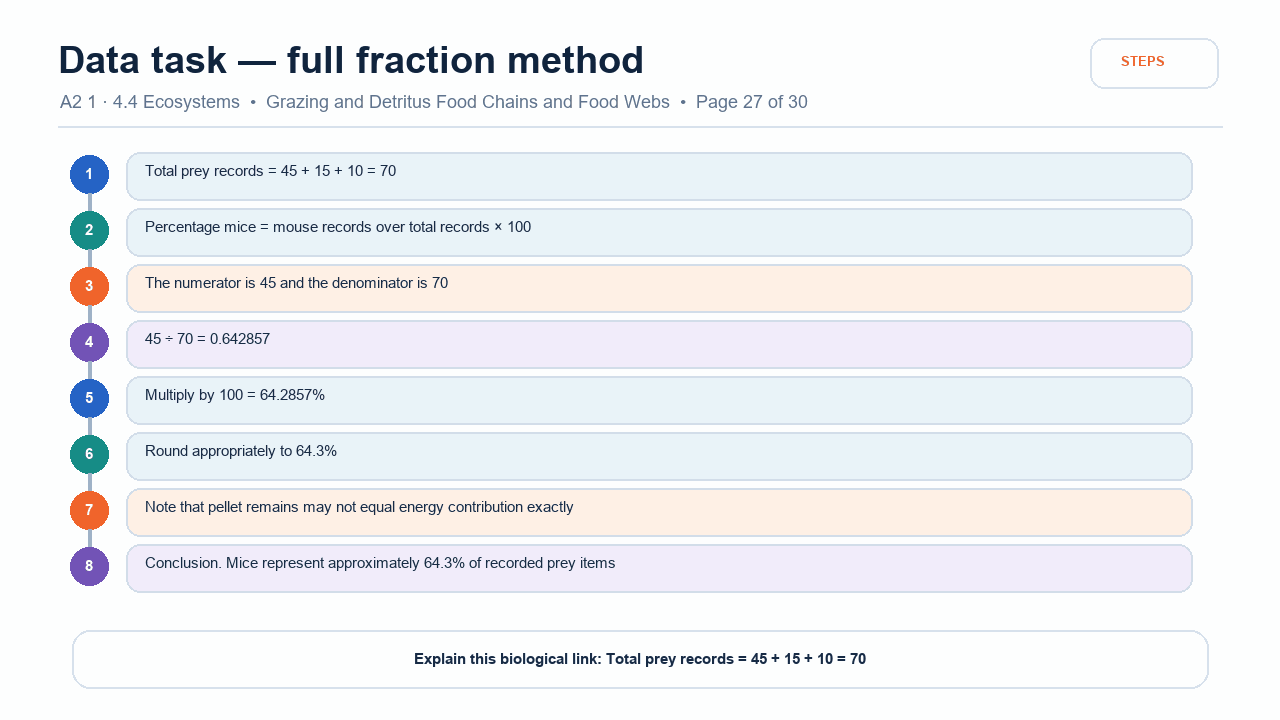 Data task — full fraction method
STEPS
A2 1 · 4.4 Ecosystems • Grazing and Detritus Food Chains and Food Webs • Page 27 of 30
1 Total prey records = 45 + 15 + 10 = 70
2 Percentage mice = mouse records over total records × 100
3 The numerator is 45 and the denominator is 70
4 45 ÷ 70 = 0.642857
5 Multiply by 100 = 64.2857%
6 Round appropriately to 64.3%
7 Note that pellet remains may not equal energy contribution exactly
8 Conclusion. Mice represent approximately 64.3% of recorded prey items
Explain this biological link: Total prey records = 45 + 15 + 10 = 70